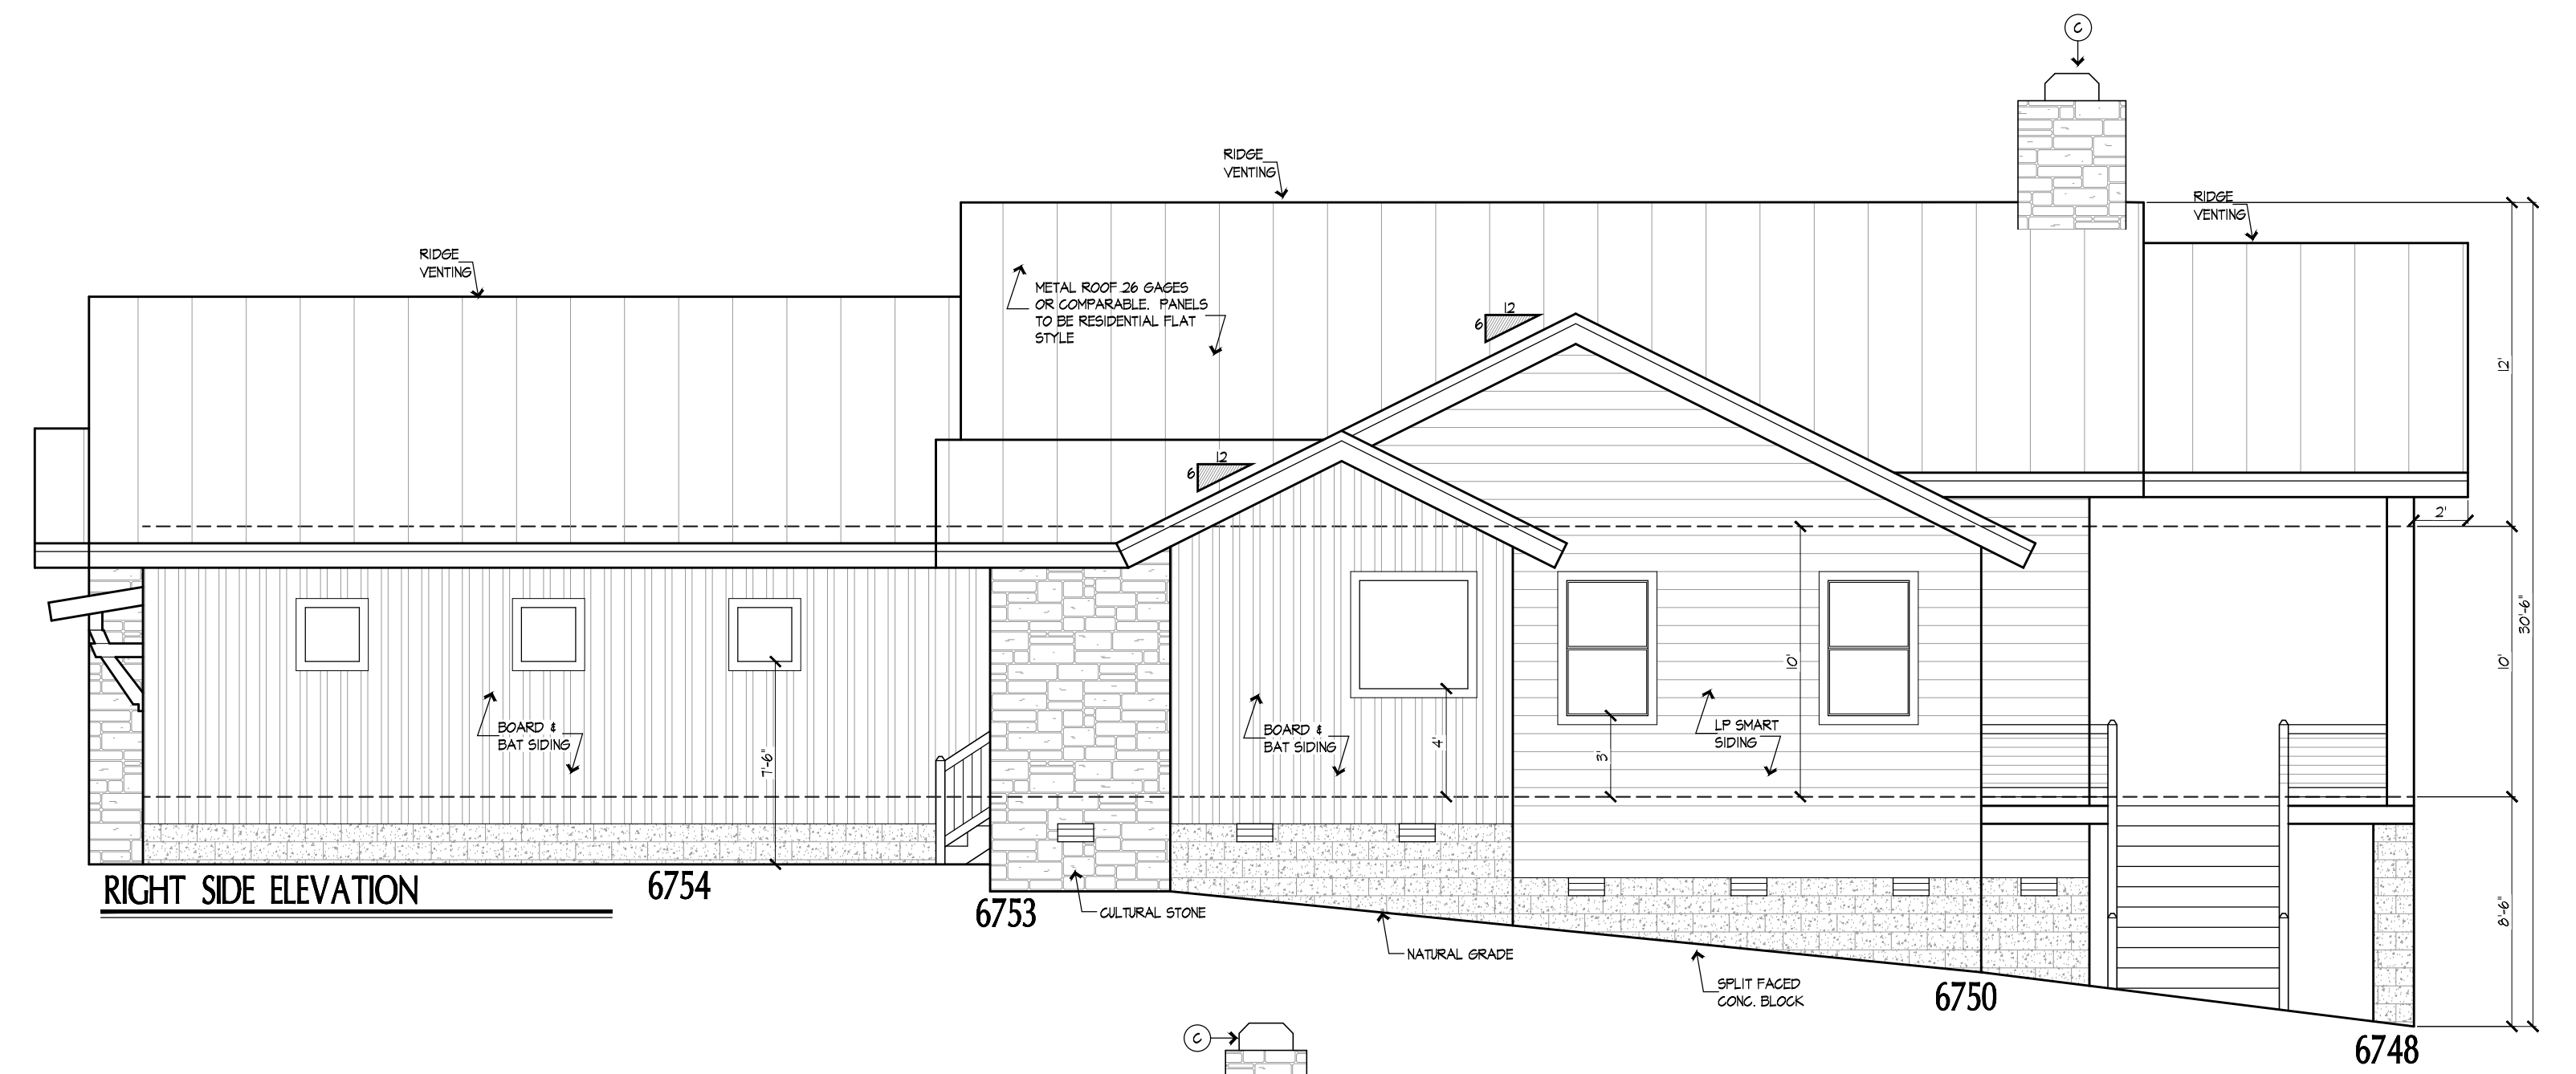 C
RIDGE
VENTING
RIDGE
VENTING
RIDGE
VENTING
METAL ROOF 26 GAGES
OR COMPARABLE. PANELS
TO BE RESIDENTIAL FLAT
STYLE
12
6
12
6
12'
2'
10'
30'-6"
10'
BOARD &
BAT SIDING
7'-6"
BOARD &
BAT SIDING
4'
3'
LP SMART
SIDING
8'-6"
RIGHT SIDE ELEVATION
6754
6753
CULTURAL STONE
NATURAL GRADE
SPLIT FACED
CONC. BLOCK
6750
6748
C